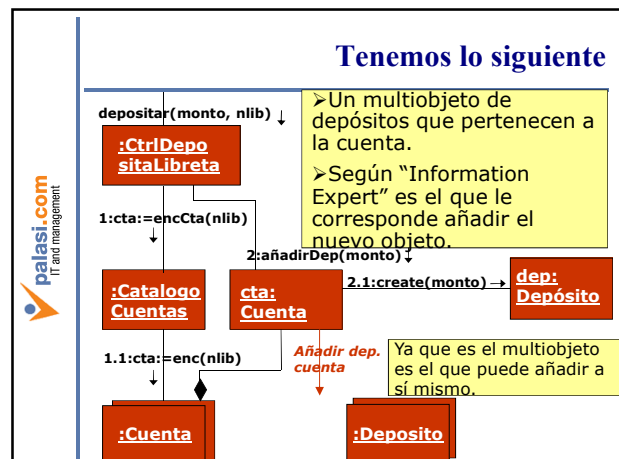 Tenemos lo siguiente
depositar(monto, nlib)
➢Un multiobjeto de
depósitos que pertenecen a
la cuenta.
➢Según “Information
Expert” es el que le
corresponde añadir el
nuevo objeto.
:CtrlDepo
sitaLibreta
1:cta:=encCta(nlib)
2:añadirDep(monto)
:Catalogo
Cuentas
cta:
Cuenta
2.1:create(monto)
dep:
Depósito
1.1:cta:=enc(nlib)
Añadir dep.
cuenta
Ya que es el multiobjeto
es el que puede añadir a
sí mismo.
:Cuenta
:Deposito
palasi.com
IT and management